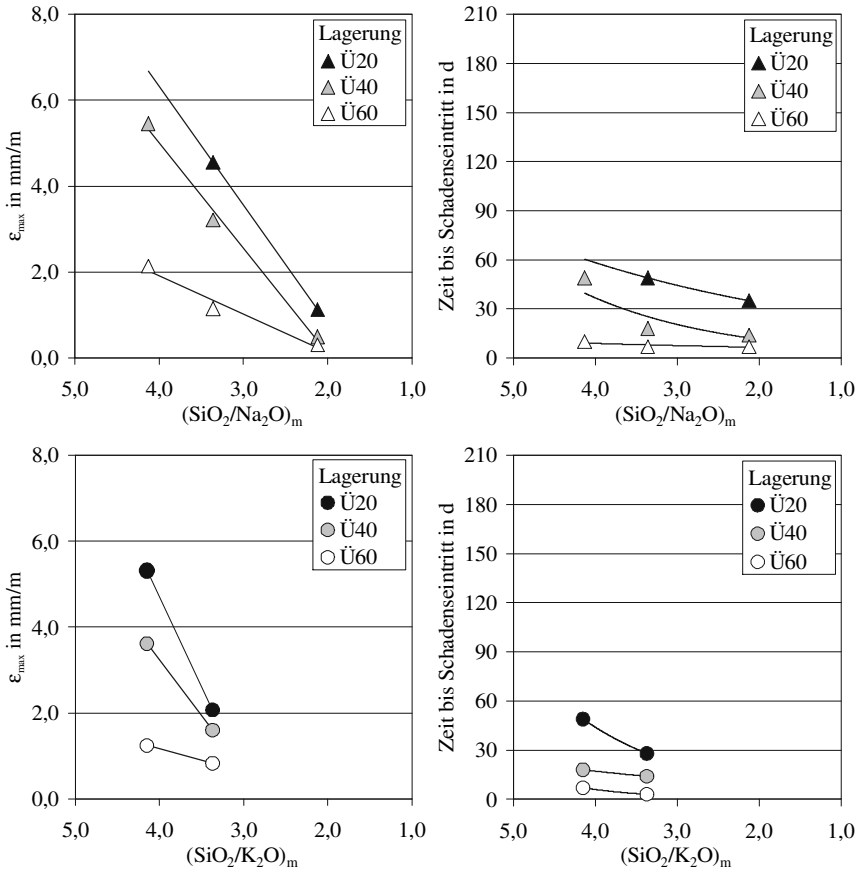 8,0
6,0
4,0
2,0
0,0
5,0 4,0 3,0 2,0 1,0
ε_max in mm/m
(SiO₂/Na₂O)ₘ
Lagerung
Ü20
Ü40
Ü60
210
180
150
120
90
60
30
0
5,0 4,0 3,0 2,0 1,0
Zeit bis Schadenseintritt in d
(SiO₂/Na₂O)ₘ
Lagerung
Ü20
Ü40
Ü60
8,0
6,0
4,0
2,0
0,0
5,0 4,0 3,0 2,0 1,0
ε_max in mm/m
(SiO₂/K₂O)ₘ
Lagerung
Ü20
Ü40
Ü60
210
180
150
120
90
60
30
0
5,0 4,0 3,0 2,0 1,0
Zeit bis Schadenseintritt in d
(SiO₂/K₂O)ₘ
Lagerung
Ü20
Ü40
Ü60